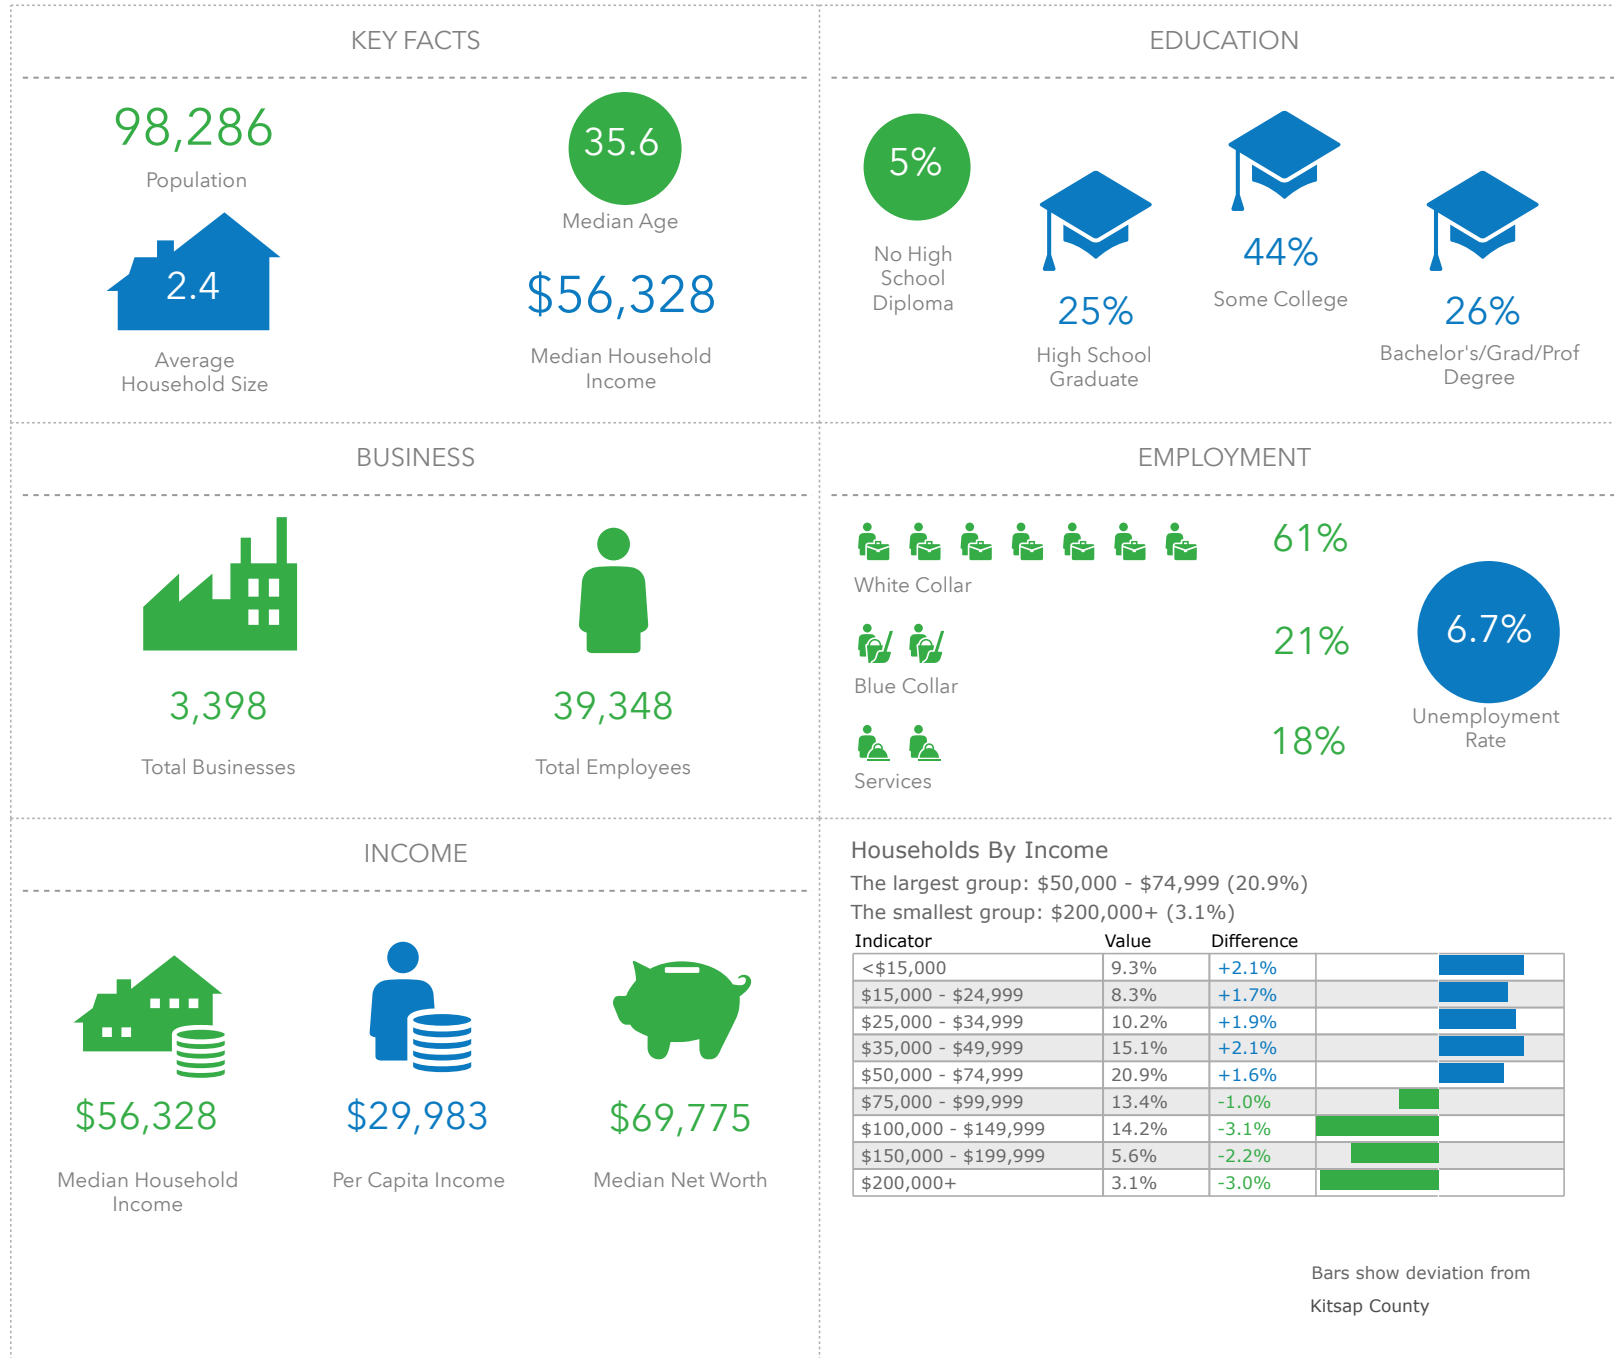 KEY FACTS
98,286
Population
35.6
Median Age
2.4
Average
Household Size
$56,328
Median Household
Income
EDUCATION
5%
No High
School
Diploma
25%
High School
Graduate
44%
Some College
26%
Bachelor's/Grad/Prof
Degree
BUSINESS
3,398
Total Businesses
39,348
Total Employees
EMPLOYMENT
61%
White Collar
21%
Blue Collar
18%
Services
6.7%
Unemployment
Rate
INCOME
$56,328
Median Household
Income
$29,983
Per Capita Income
$69,775
Median Net Worth
Households By Income
The largest group: $50,000 - $74,999 (20.9%)
The smallest group: $200,000+ (3.1%)
Indicator Value Difference
<$15,000 9.3% +2.1%
$15,000 - $24,999 8.3% +1.7%
$25,000 - $34,999 10.2% +1.9%
$35,000 - $49,999 15.1% +2.1%
$50,000 - $74,999 20.9% +1.6%
$75,000 - $99,999 13.4% -1.0%
$100,000 - $149,999 14.2% -3.1%
$150,000 - $199,999 5.6% -2.2%
$200,000+ 3.1% -3.0%
Bars show deviation from
Kitsap County